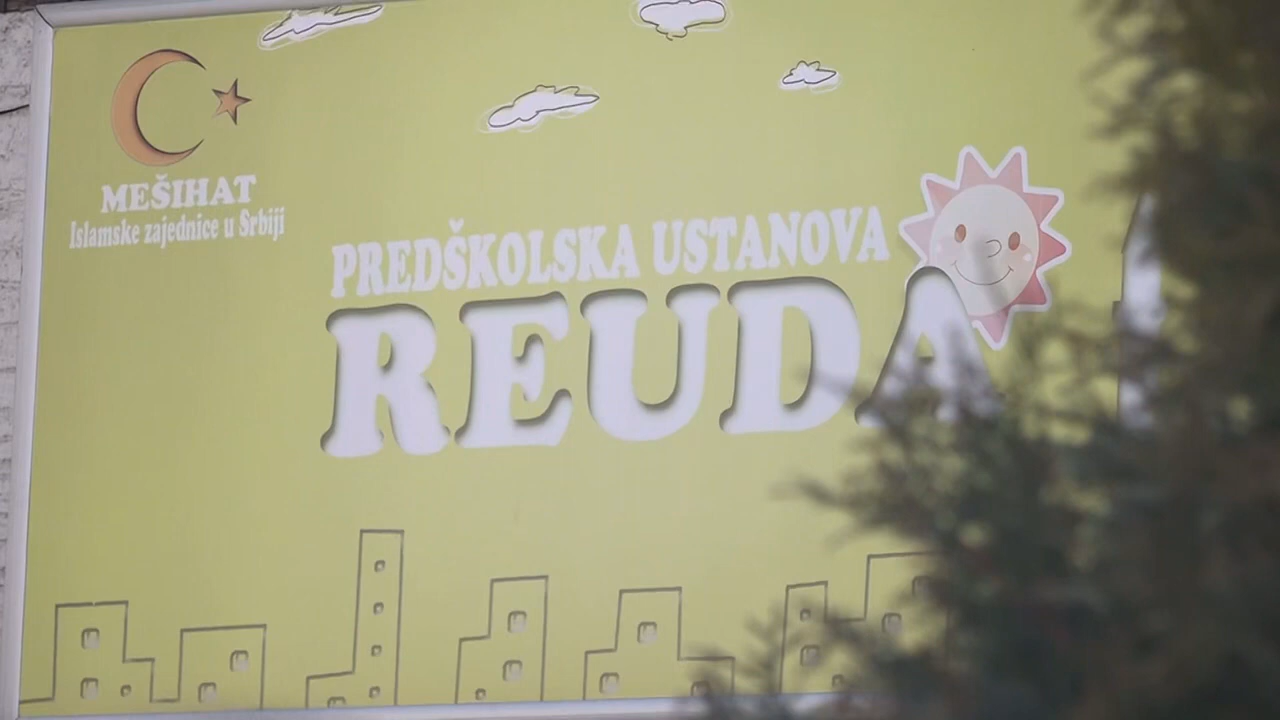 MEŠIHAT
Islamske zajednice u Srbiji
PREDŠKOLSKA USTANOVA
REUDA